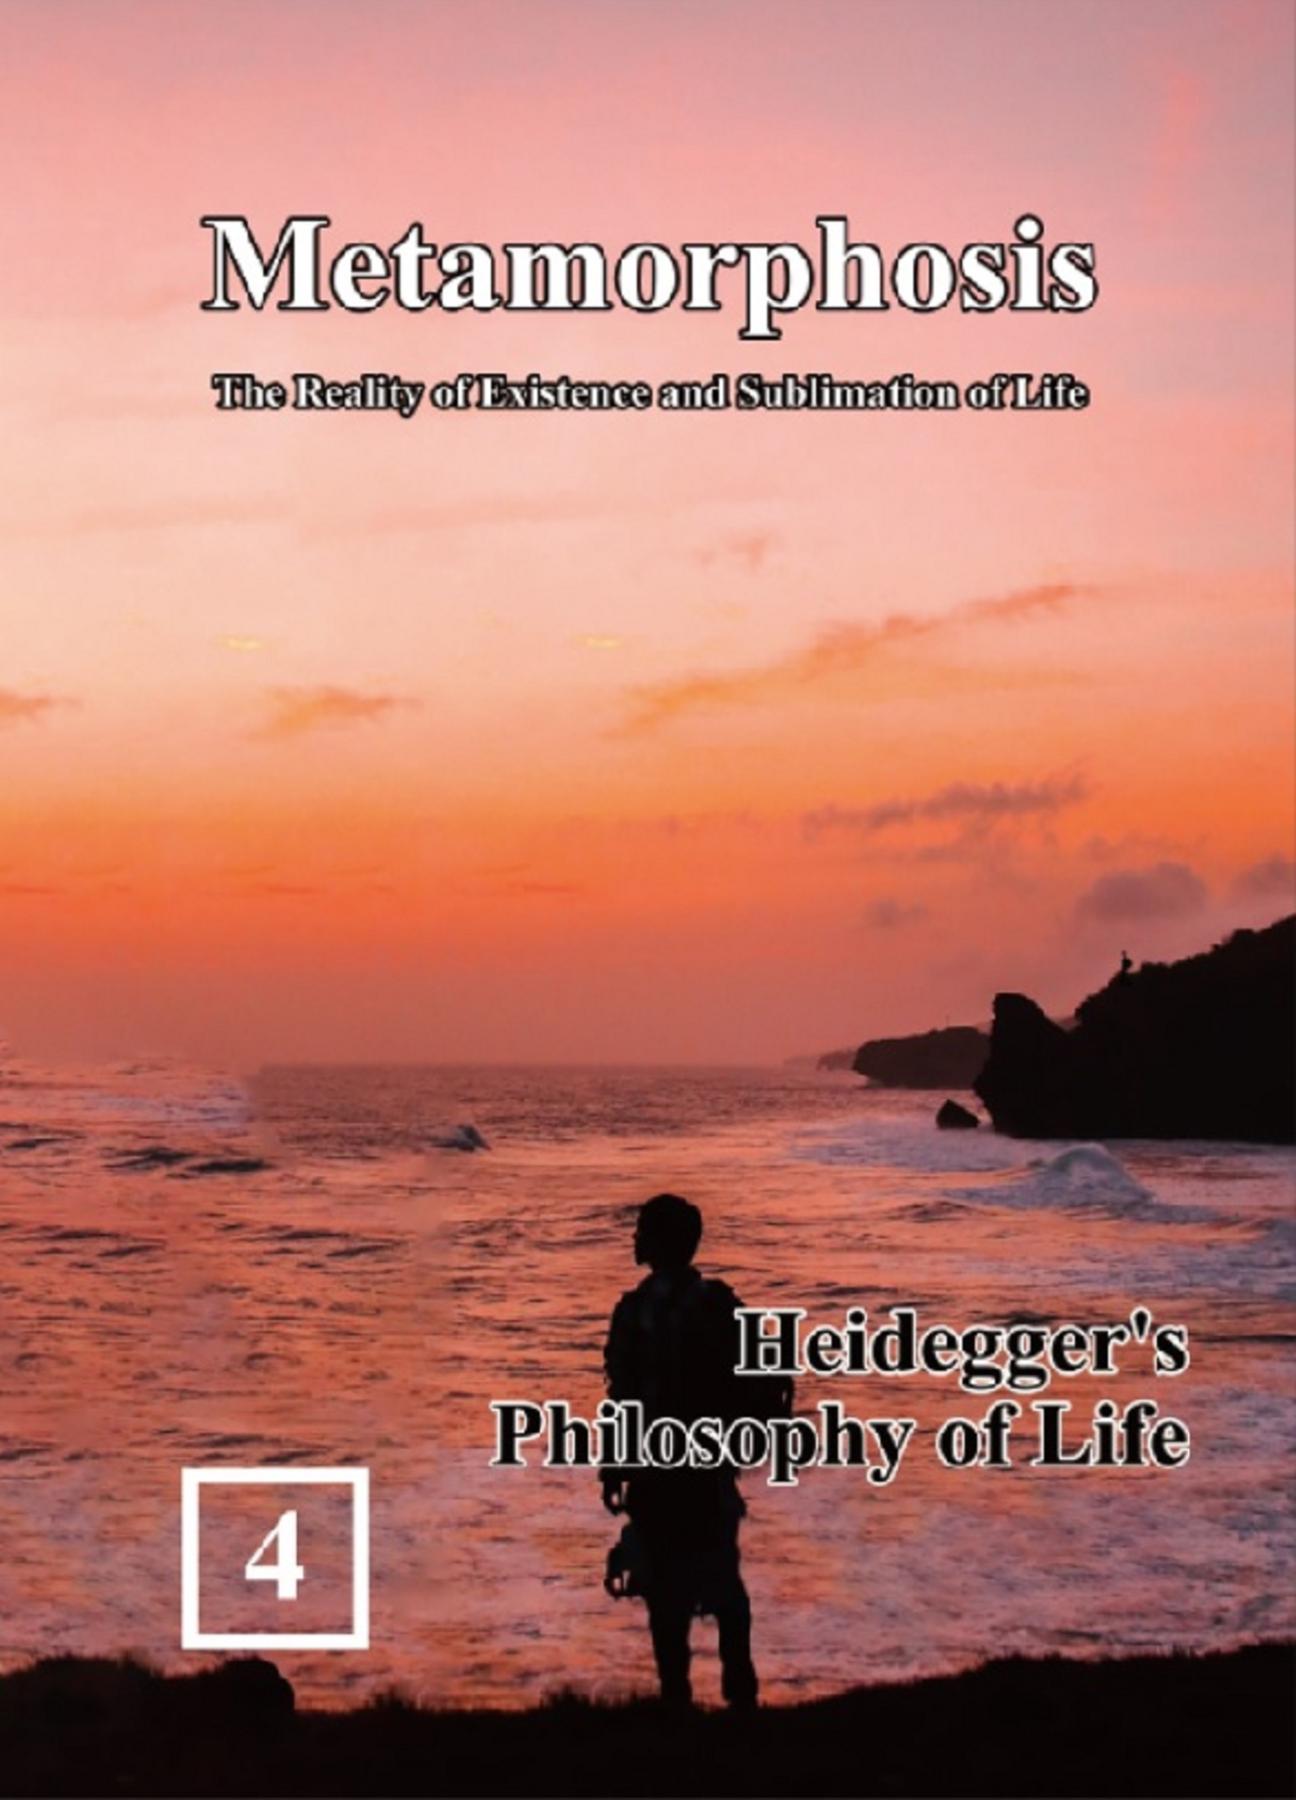 Metamorphosis
The Reality of Existence and Sublimation of Life
Heidegger's
Philosophy of Life
4